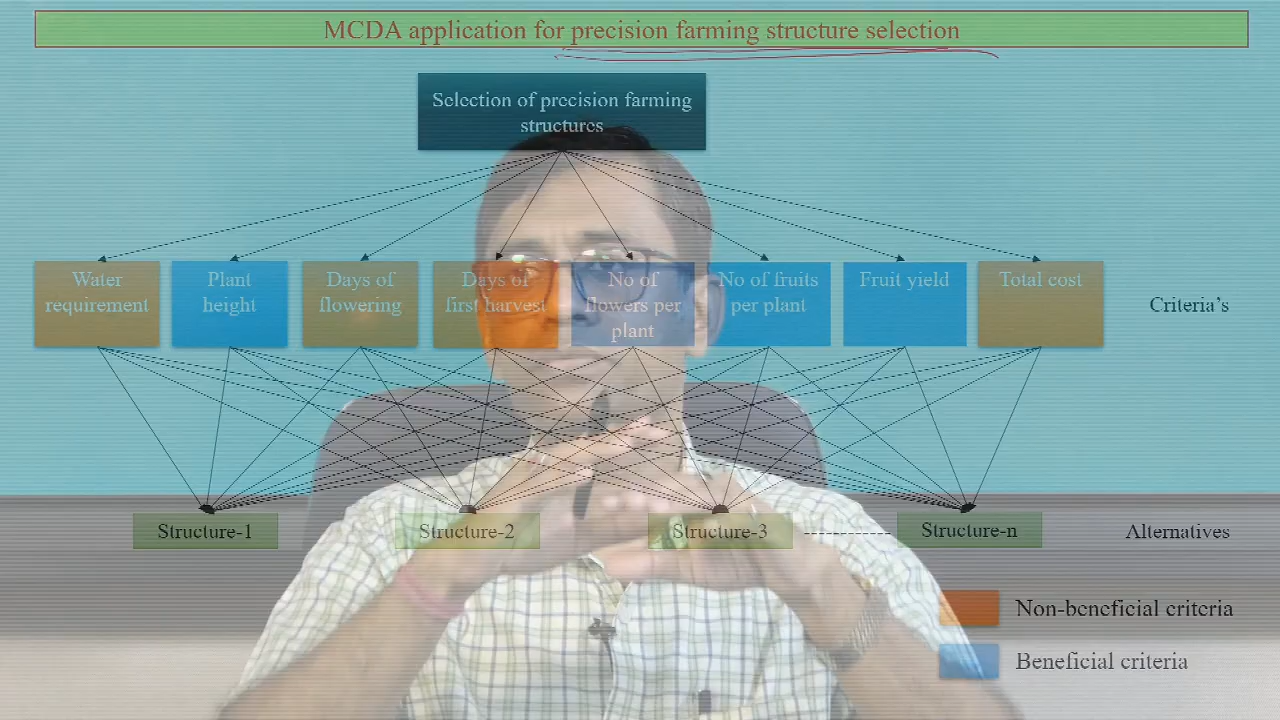 MCDA application for precision farming structure selection
Selection of precision farming
structures
Water
requirement
Plant
height
Days of
flowering
Days of
first harvest
No of
flowers per
plant
No of fruits
per plant
Fruit yield
Total cost
Criteria's
Structure-1
Structure-2
Structure-3
Structure-n
Alternatives
Non-beneficial criteria
Beneficial criteria